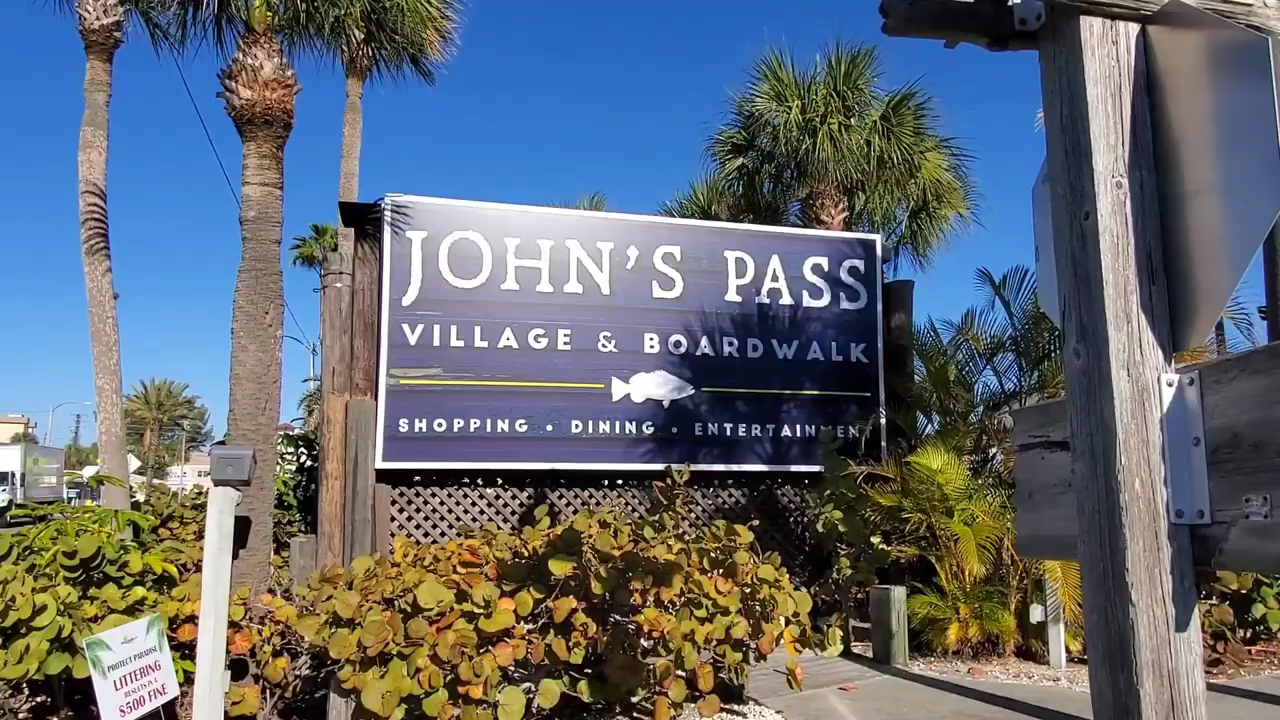 JOHN'S PASS
VILLAGE & BOARDWALK
SHOPPING • DINING • ENTERTAINMENT
PROTECT PARADISE
LITTERING
RESULTS IN A
$500 FINE